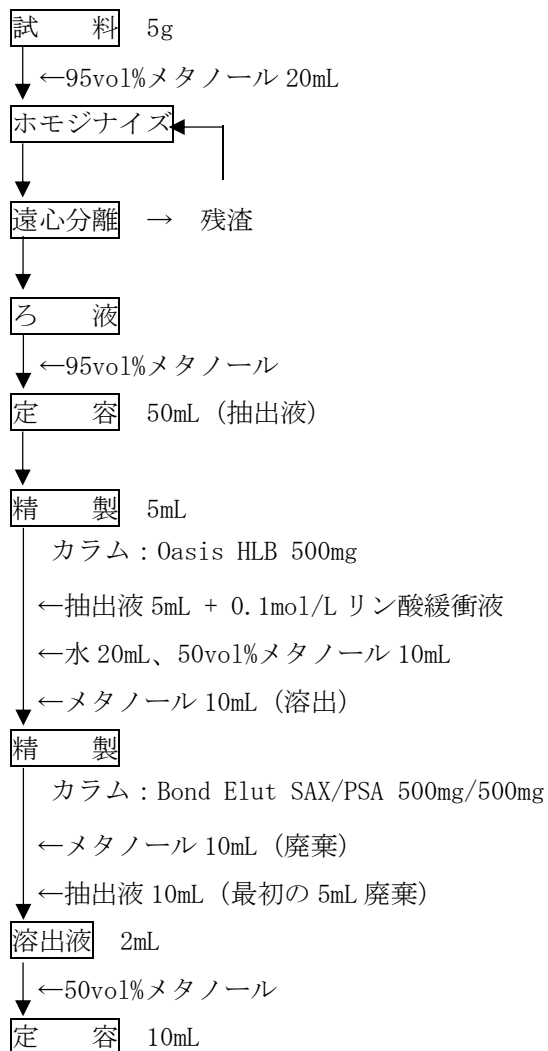 試　料　5g
←95vol%メタノール 20mL
ホモジナイズ
遠心分離　→　残渣
ろ　液
←95vol%メタノール
定　容　50mL（抽出液）
精　製　5mL
カラム：Oasis HLB 500mg
←抽出液 5mL + 0.1mol/L リン酸緩衝液
←水 20mL、50vol%メタノール 10mL
←メタノール 10mL（溶出）
精　製
カラム：Bond Elut SAX/PSA 500mg/500mg
←メタノール 10mL（廃棄）
←抽出液 10mL（最初の 5mL 廃棄）
溶出液　2mL
←50vol%メタノール
定　容　10mL